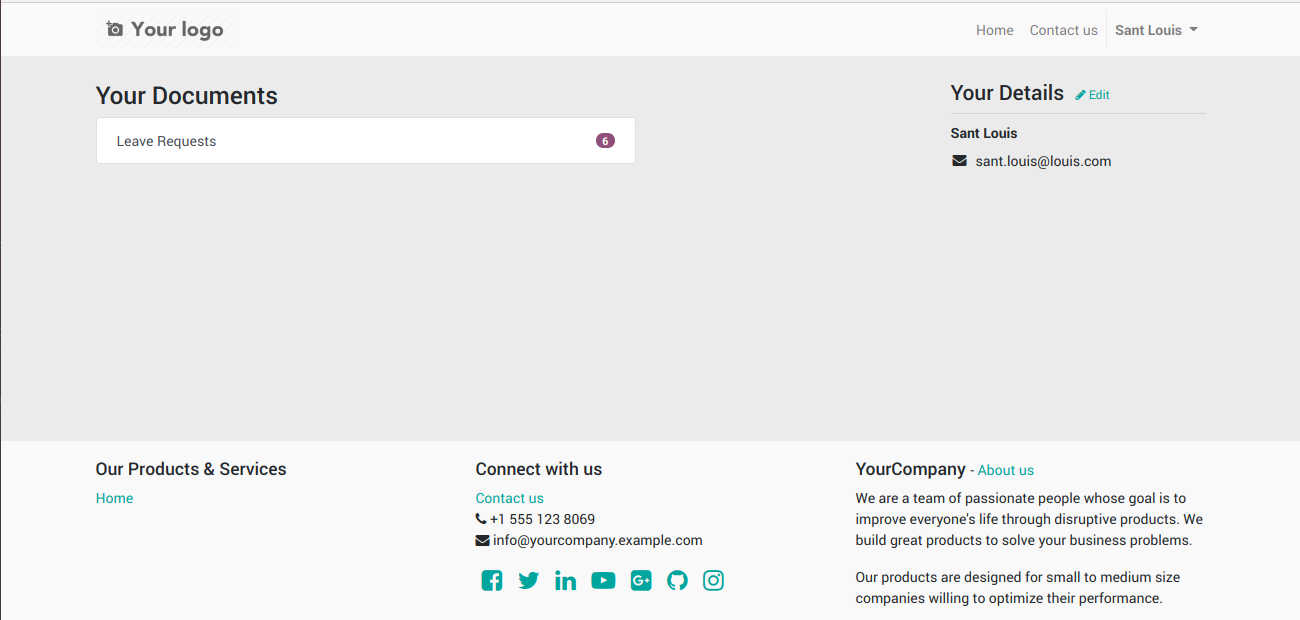 Your logo
Home Contact us Sant Louis
Your Documents
Leave Requests 6
Your Details Edit
Sant Louis
sant.louis@louis.com
Our Products & Services
Home
Connect with us
Contact us
+1 555 123 8069
info@yourcompany.example.com
YourCompany - About us
We are a team of passionate people whose goal is to
improve everyone's life through disruptive products. We
build great products to solve your business problems.
Our products are designed for small to medium size
companies willing to optimize their performance.